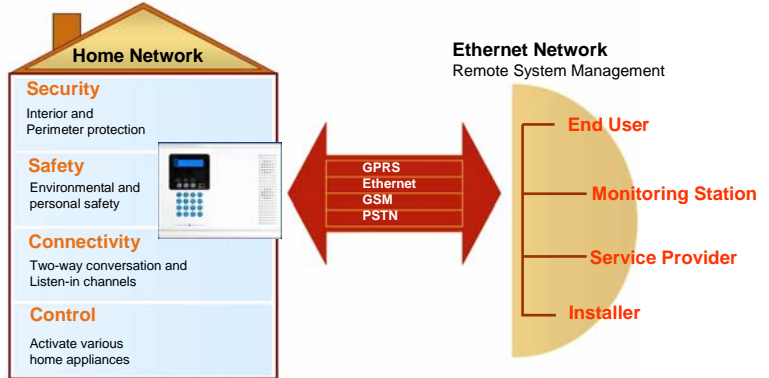 Home Network
Security
Interior and
Perimeter protection
Safety
Environmental and
personal safety
Connectivity
Two-way conversation and
Listen-in channels
Control
Activate various
home appliances
GPRS
Ethernet
GSM
PSTN
Ethernet Network
Remote System Management
End User
Monitoring Station
Service Provider
Installer